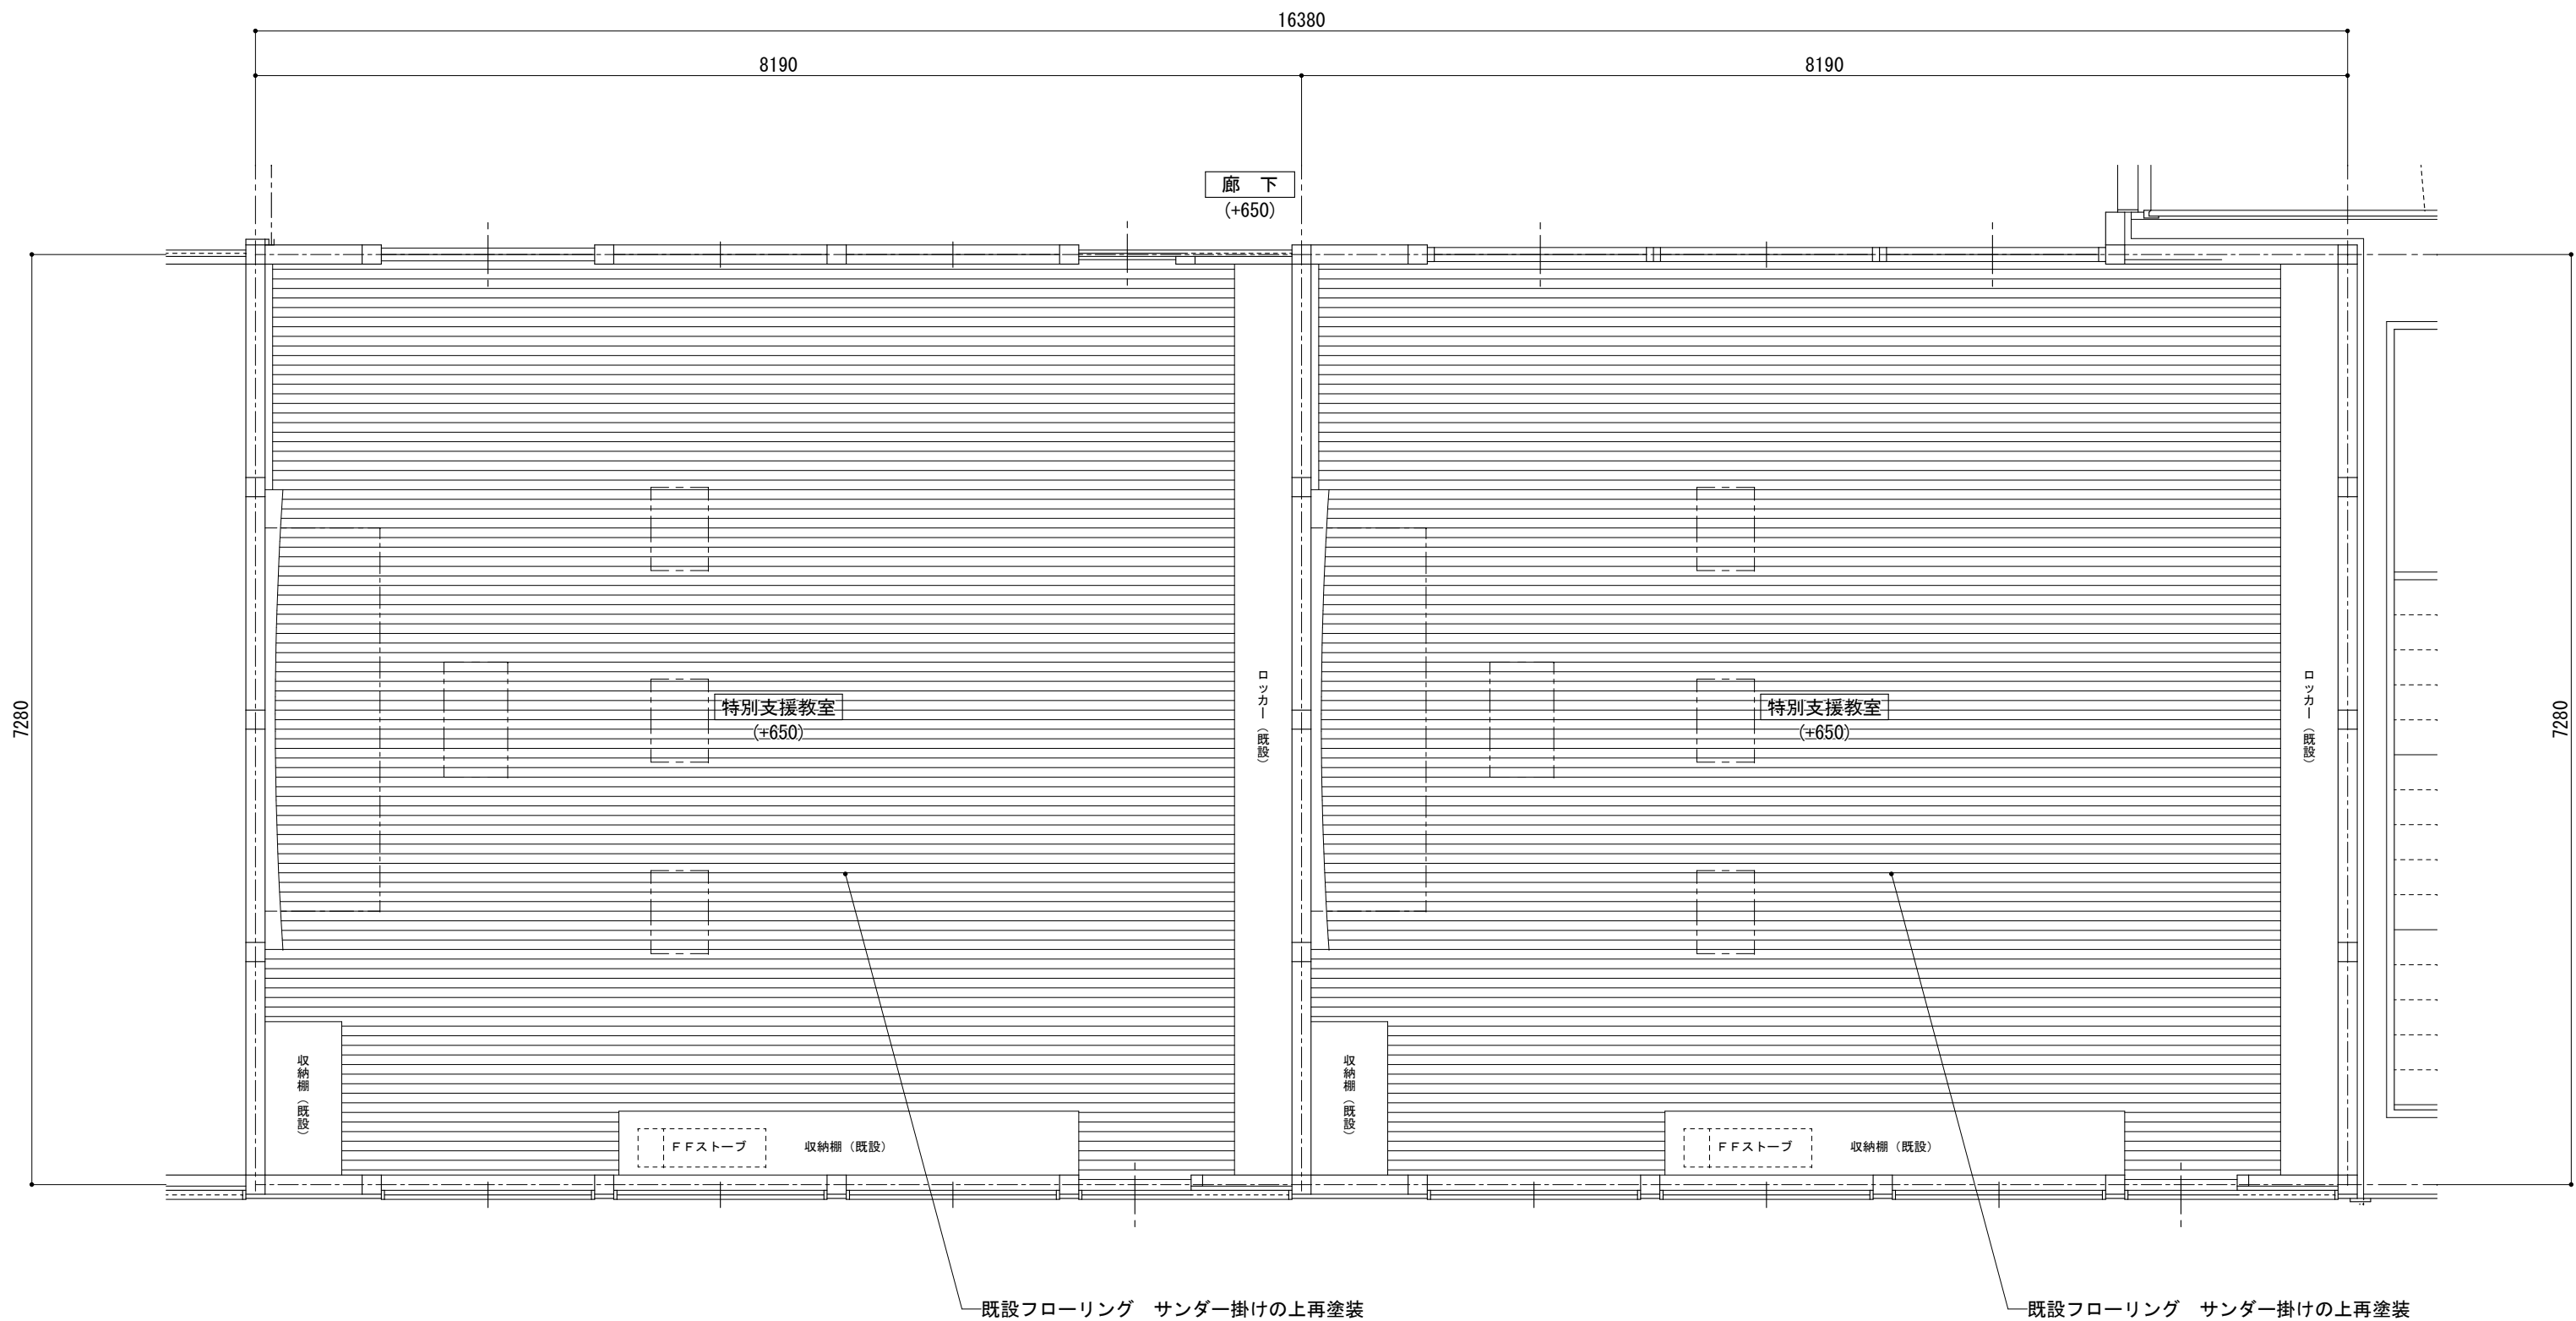 16380
8190
8190
廊　下
(+650)
7280
7280
特別支援教室
(+650)
ロッカー（既設）
特別支援教室
(+650)
ロッカー（既設）
収納棚（既設）
ＦＦストーブ
収納棚（既設）
収納棚（既設）
ＦＦストーブ
収納棚（既設）
既設フローリング　サンダー掛けの上再塗装
既設フローリング　サンダー掛けの上再塗装